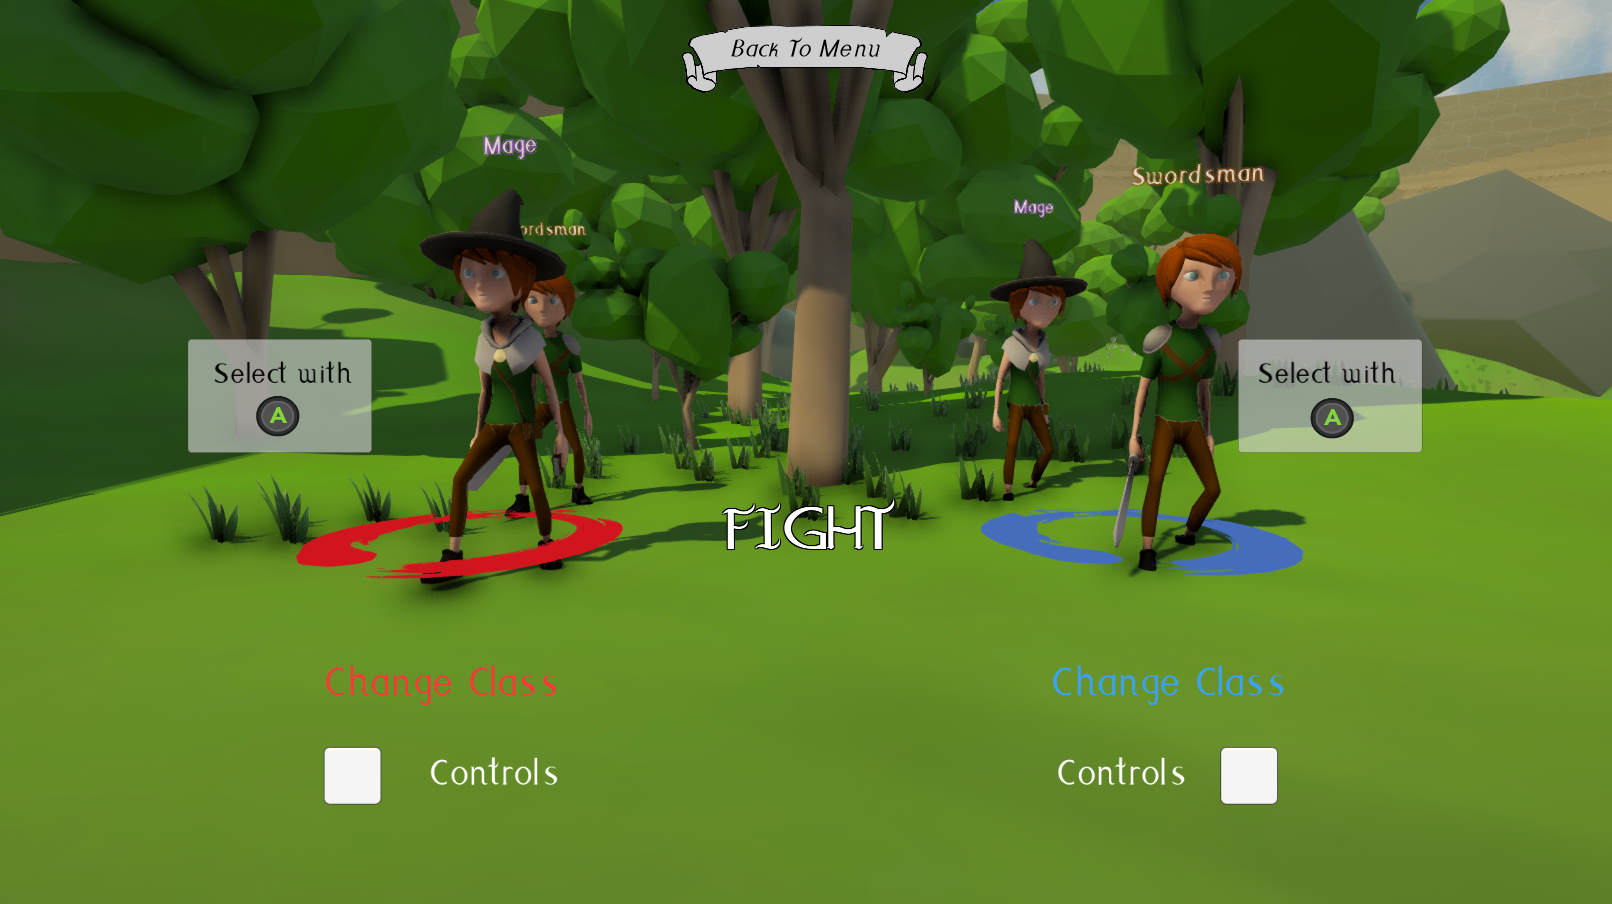 Back To Menu
Mage
Swordsman
Mage
ordsman
Select with
A
Select with
A
FIGHT
Change Class
Change Class
Controls
Controls